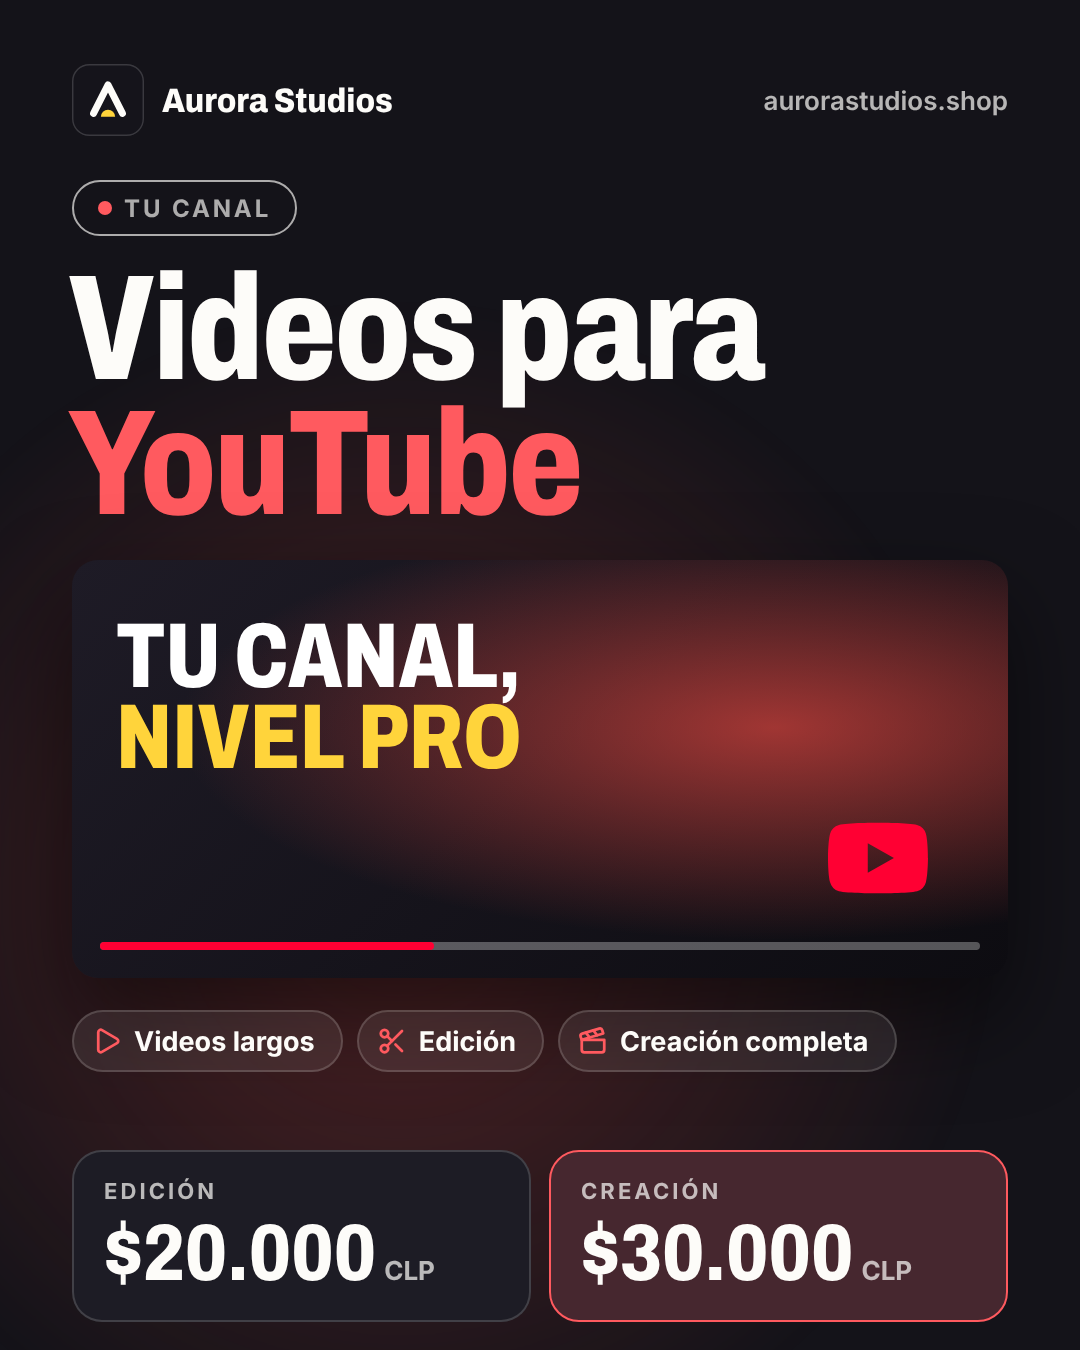 Aurora Studios
aurorastudios.shop
TU CANAL
Videos para
YouTube
TU CANAL,
NIVEL PRO
Videos largos
Edición
Creación completa
EDICIÓN
$20.000 CLP
CREACIÓN
$30.000 CLP